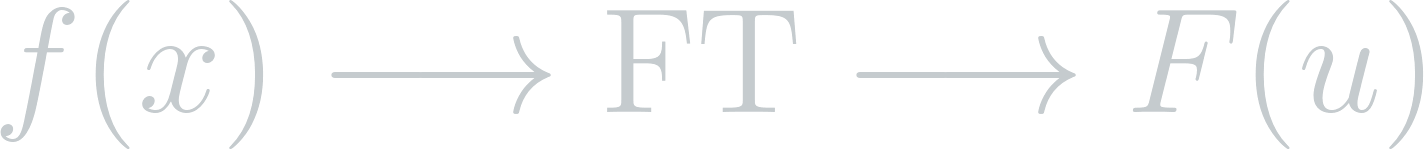 f(x) ⟶ FT ⟶ F(u)